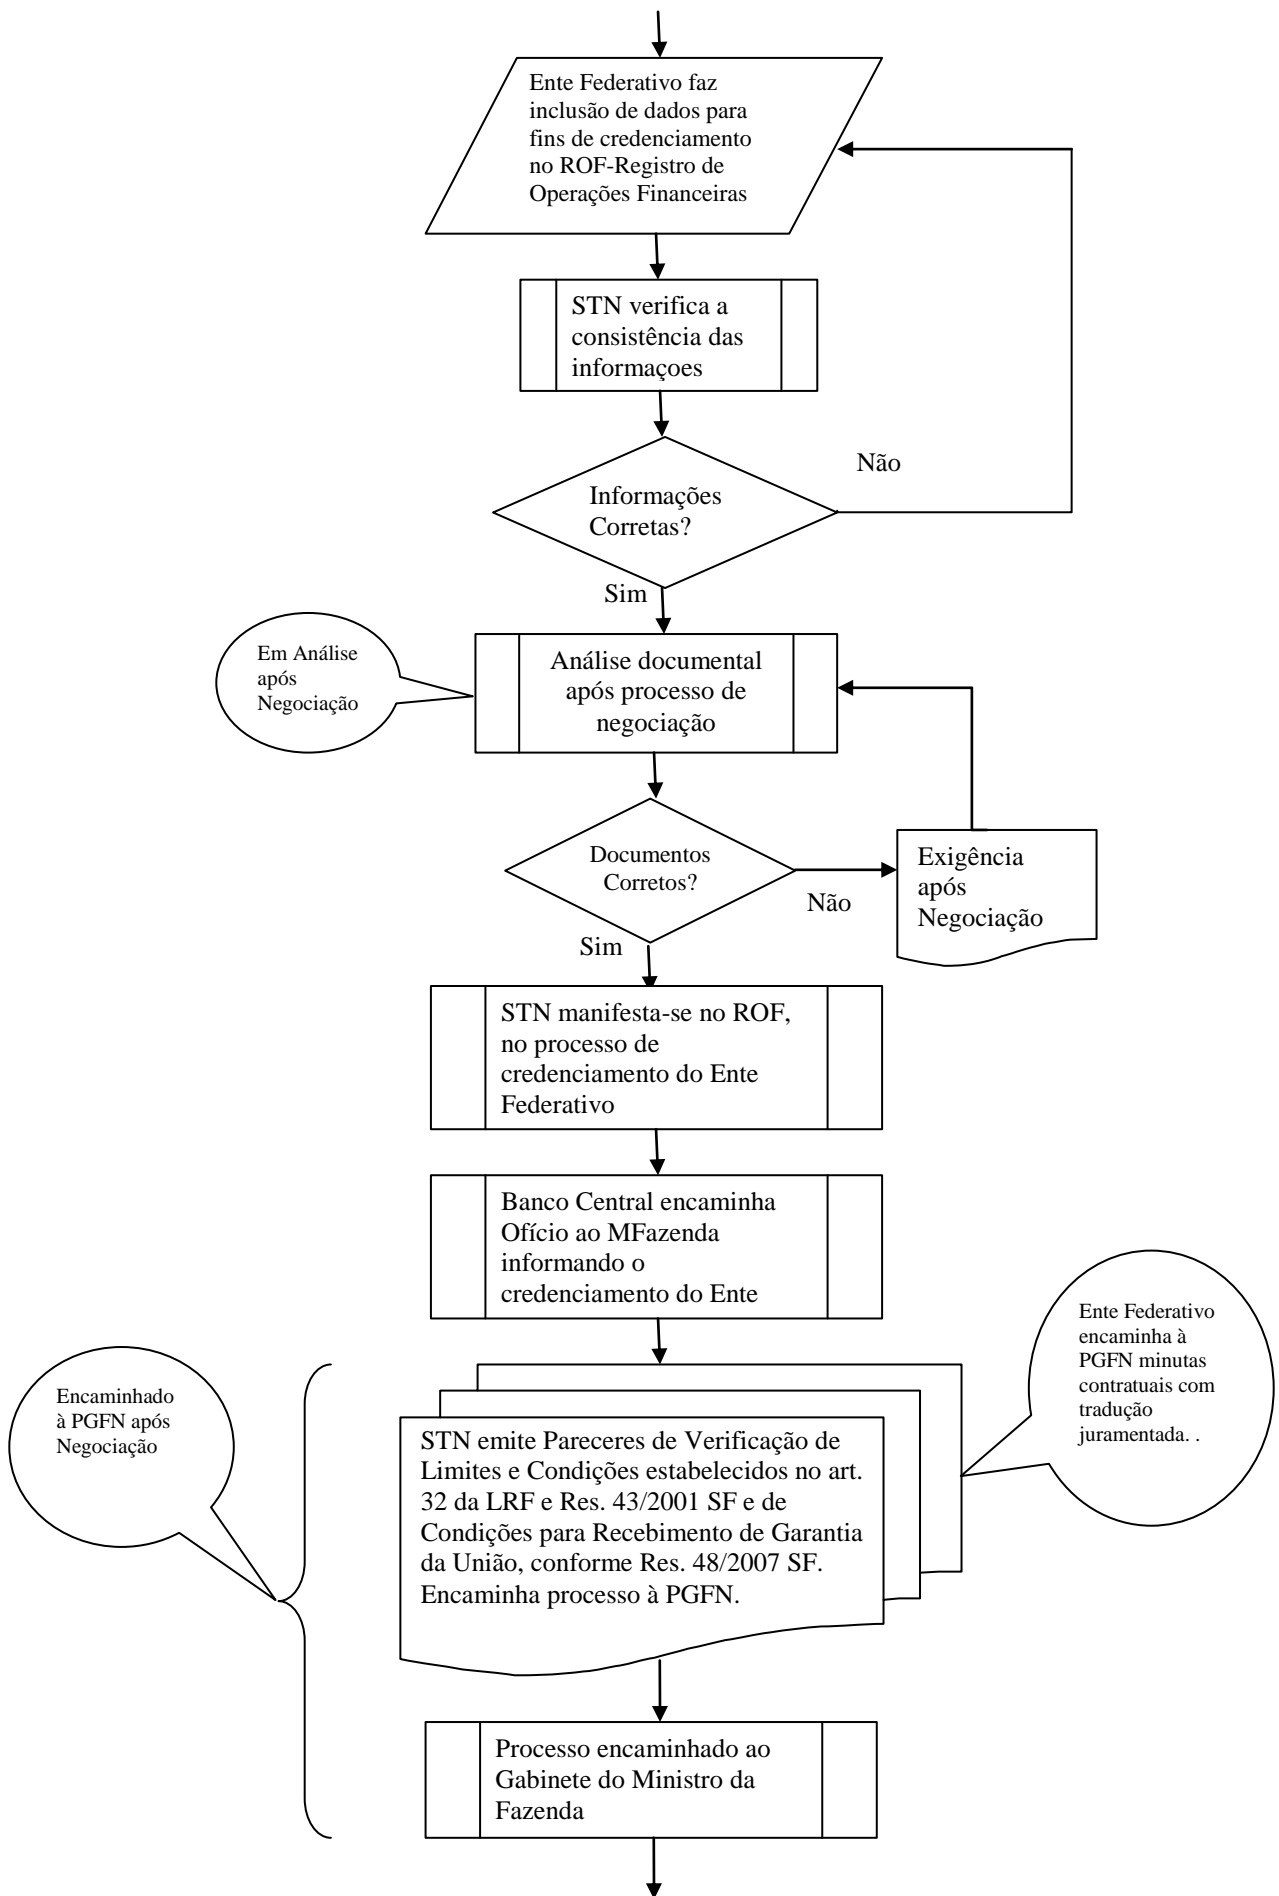 Ente Federativo faz
inclusão de dados para
fins de credenciamento
no ROF-Registro de
Operações Financeiras
STN verifica a
consistência das
informaçoes
Não
Informações
Corretas?
Sim
Em Análise
após
Negociação
Análise documental
após processo de
negociação
Documentos
Corretos?
Não
Exigência
após
Negociação
Sim
STN manifesta-se no ROF,
no processo de
credenciamento do Ente
Federativo
Banco Central encaminha
Ofício ao MFazenda
informando o
credenciamento do Ente
Ente Federativo
encaminha à
PGFN minutas
contratuais com
tradução
juramentada. .
Encaminhado
à PGFN após
Negociação
STN emite Pareceres de Verificação de
Limites e Condições estabelecidos no art.
32 da LRF e Res. 43/2001 SF e de
Condições para Recebimento de Garantia
da União, conforme Res. 48/2007 SF.
Encaminha processo à PGFN.
Processo encaminhado ao
Gabinete do Ministro da
Fazenda